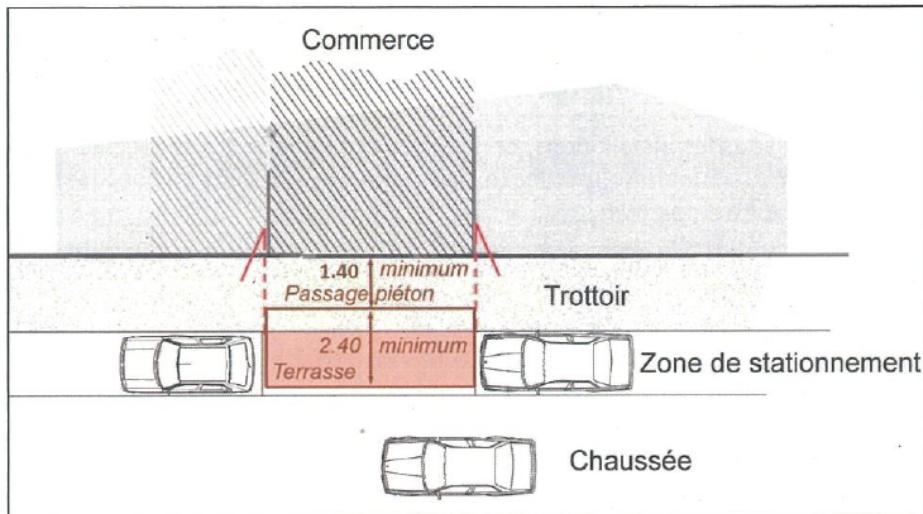 Commerce
1.40 minimum
Passage piéton
Trottoir
2.40 minimum
Terrasse
Zone de stationnement
Chaussée